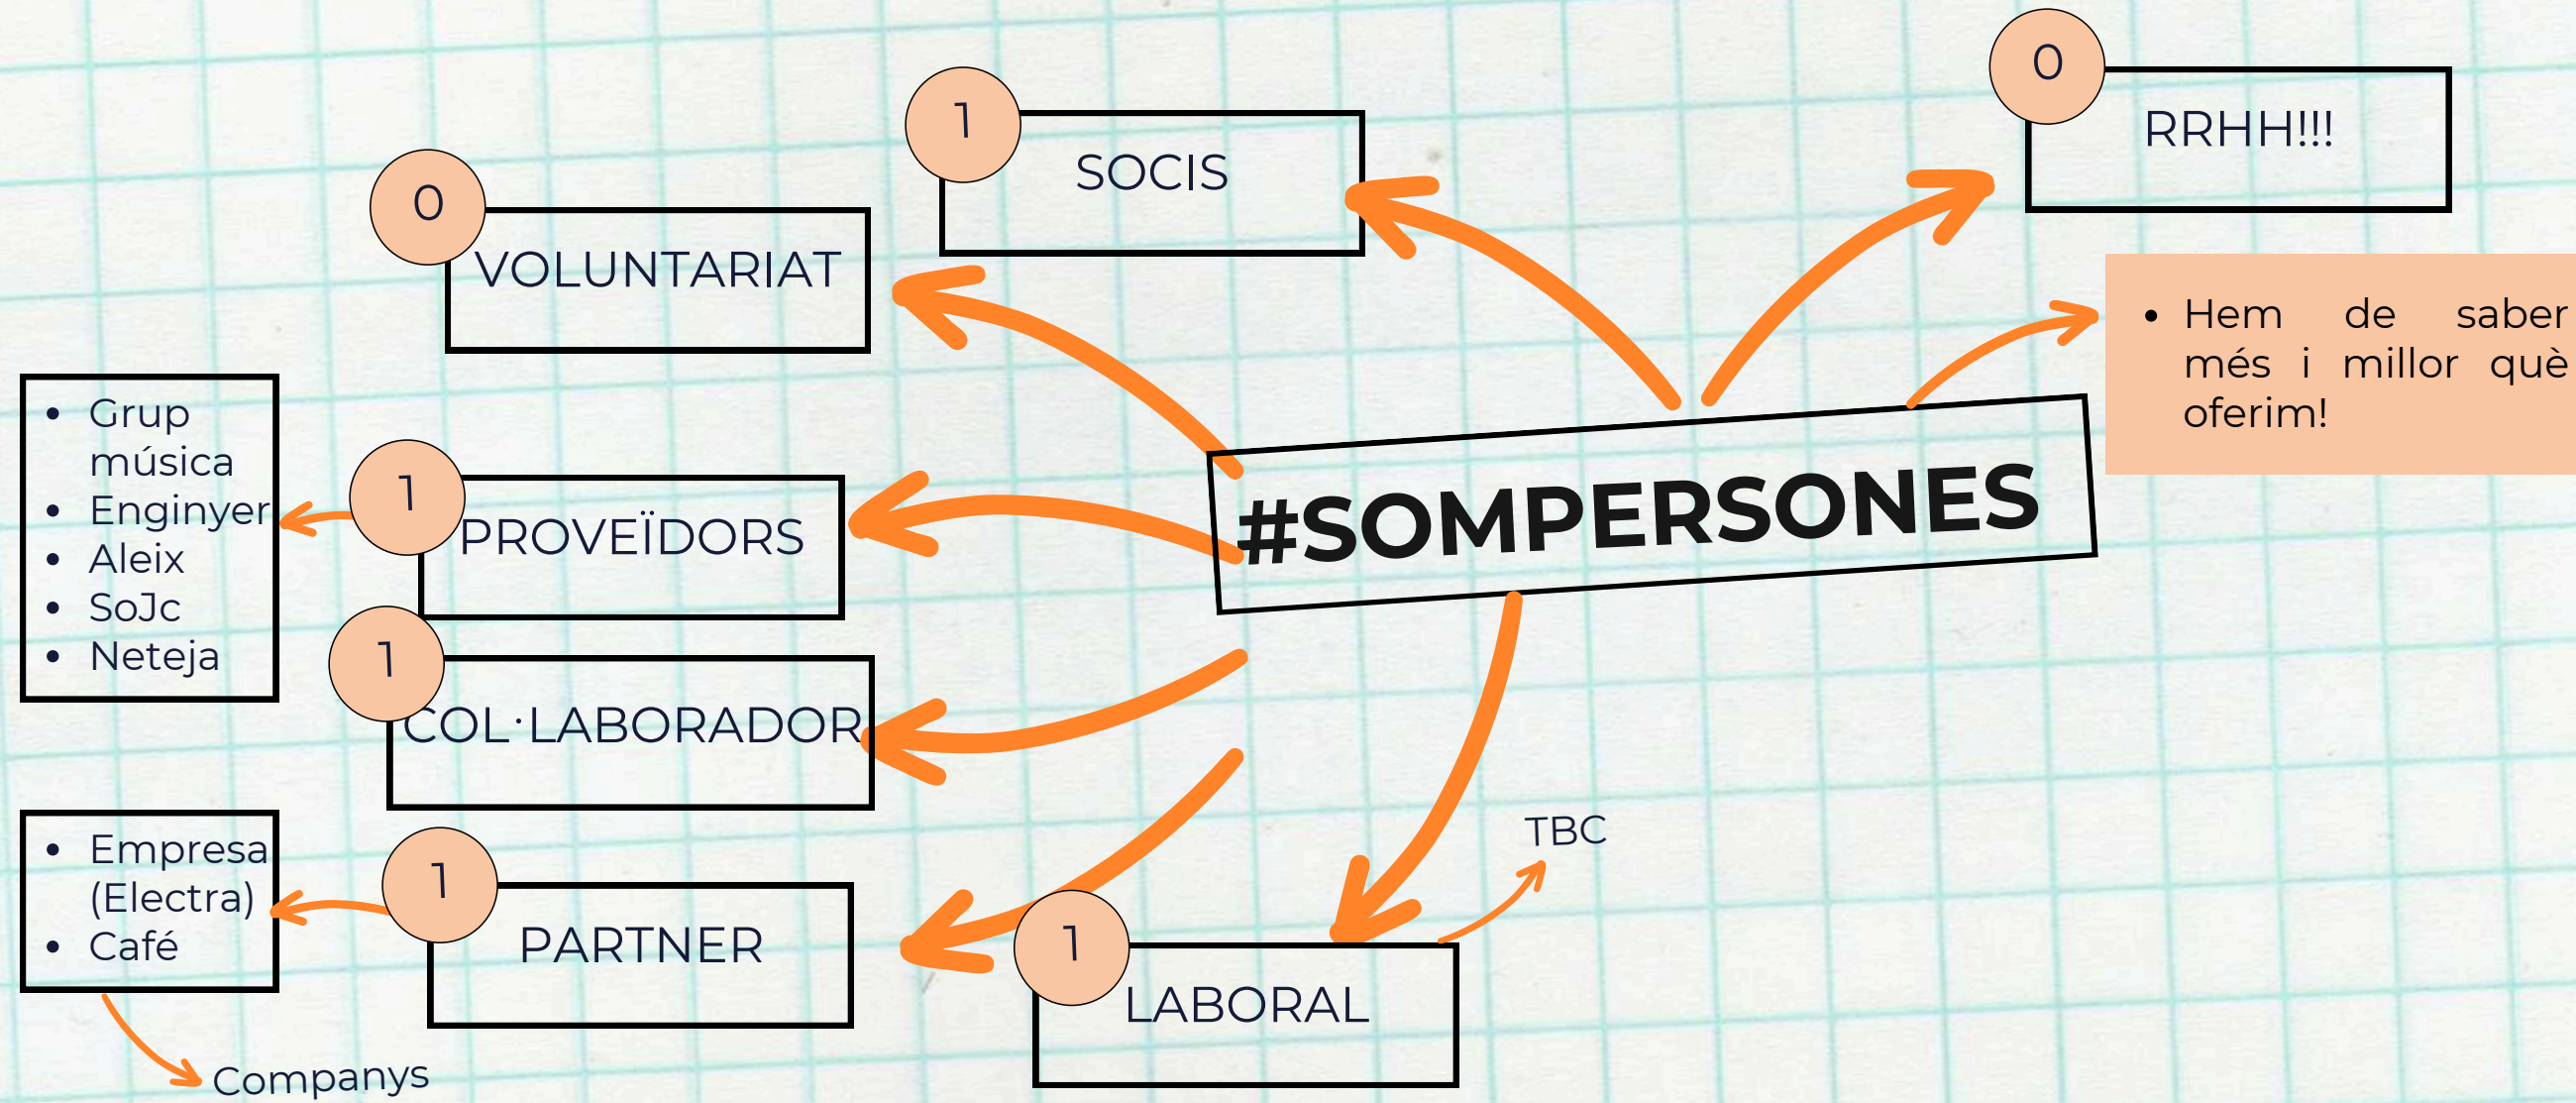 0
RRHH!!!
1
SOCIS
0
VOLUNTARIAT
• Hem de saber
més i millor què
oferim!
#SOMPERSONES
1
PROVEÏDORS
• Grup
música
• Enginyer
• Aleix
• SoJc
• Neteja
1
COL·LABORADOR
1
PARTNER
• Empresa
(Electra)
• Café
Companys
TBC
1
LABORAL